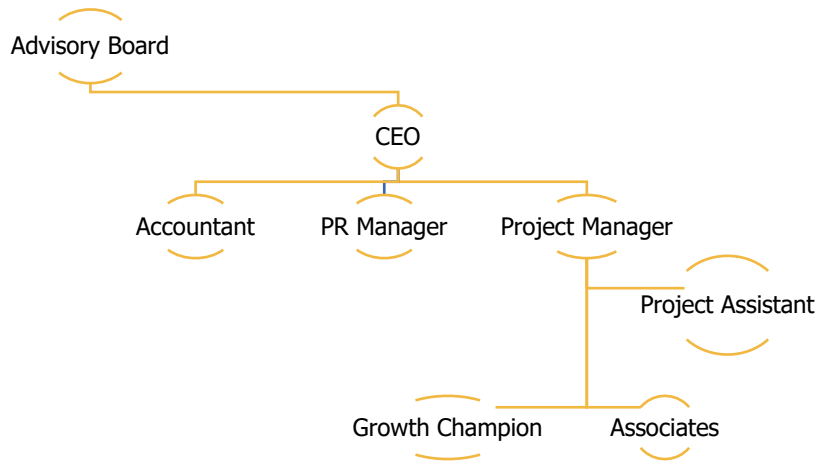 Advisory Board
CEO
Accountant
PR Manager
Project Manager
Project Assistant
Growth Champion
Associates